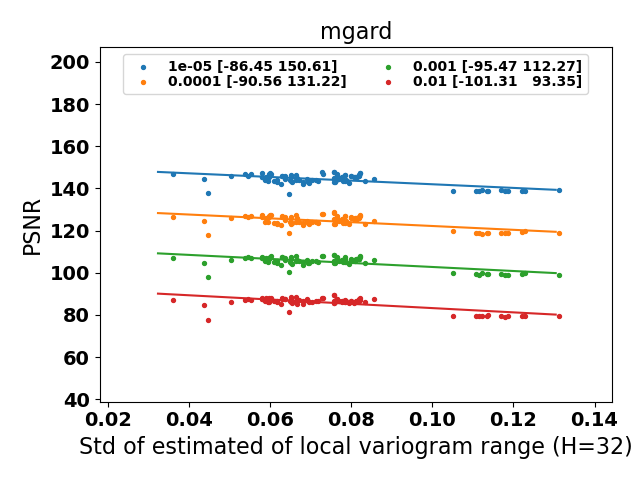 mgard
1e-05 [-86.45 150.61]
0.0001 [-90.56 131.22]
0.001 [-95.47 112.27]
0.01 [-101.31   93.35]
PSNR
200
180
160
140
120
100
80
60
40
0.02 0.04 0.06 0.08 0.10 0.12 0.14
Std of estimated of local variogram range (H=32)